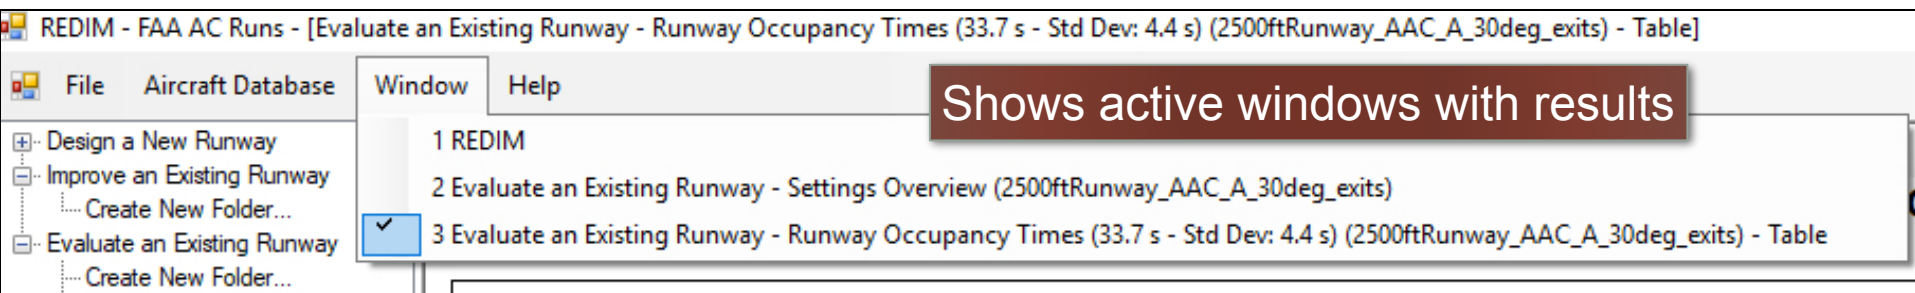 REDIM - FAA AC Runs - [Evaluate an Existing Runway - Runway Occupancy Times (33.7 s - Std Dev: 4.4 s) (2500ftRunway_AAC_A_30deg_exits) - Table]
File Aircraft Database Window Help
Shows active windows with results
Design a New Runway
Improve an Existing Runway
Create New Folder...
Evaluate an Existing Runway
Create New Folder...
1 REDIM
2 Evaluate an Existing Runway - Settings Overview (2500ftRunway_AAC_A_30deg_exits)
3 Evaluate an Existing Runway - Runway Occupancy Times (33.7 s - Std Dev: 4.4 s) (2500ftRunway_AAC_A_30deg_exits) - Table